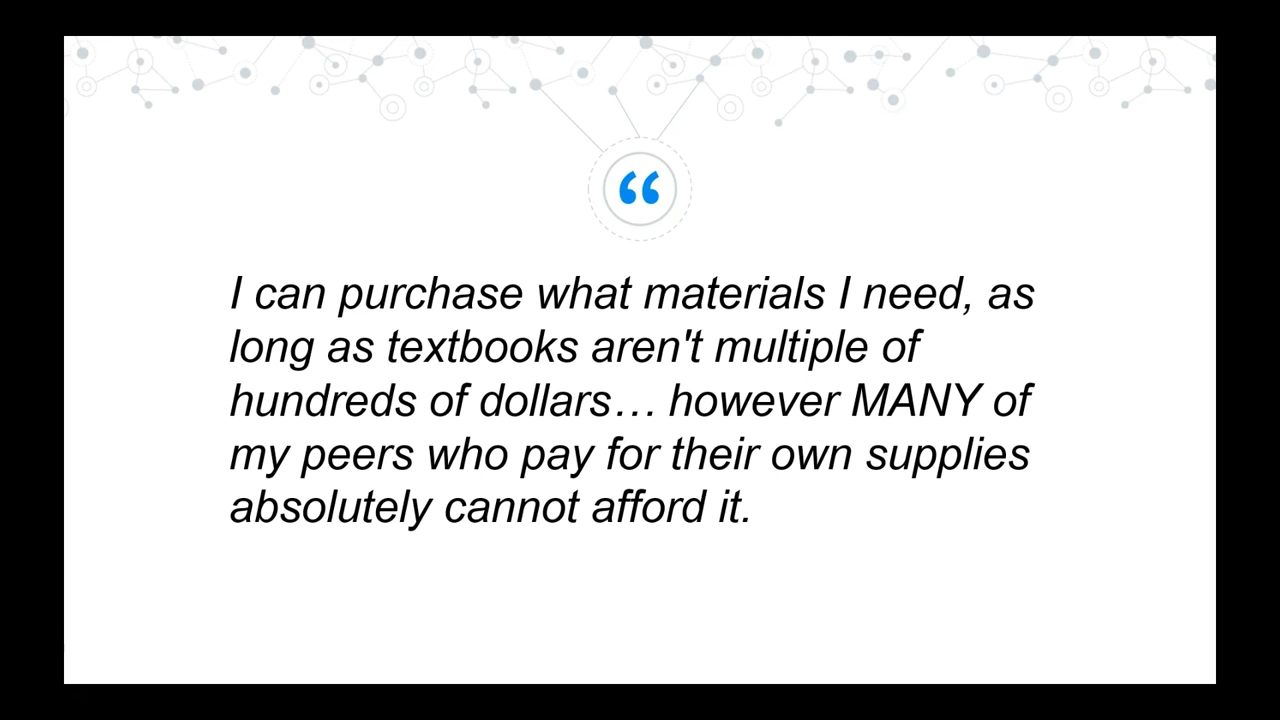 “
I can purchase what materials I need, as
long as textbooks aren't multiple of
hundreds of dollars… however MANY of
my peers who pay for their own supplies
absolutely cannot afford it.